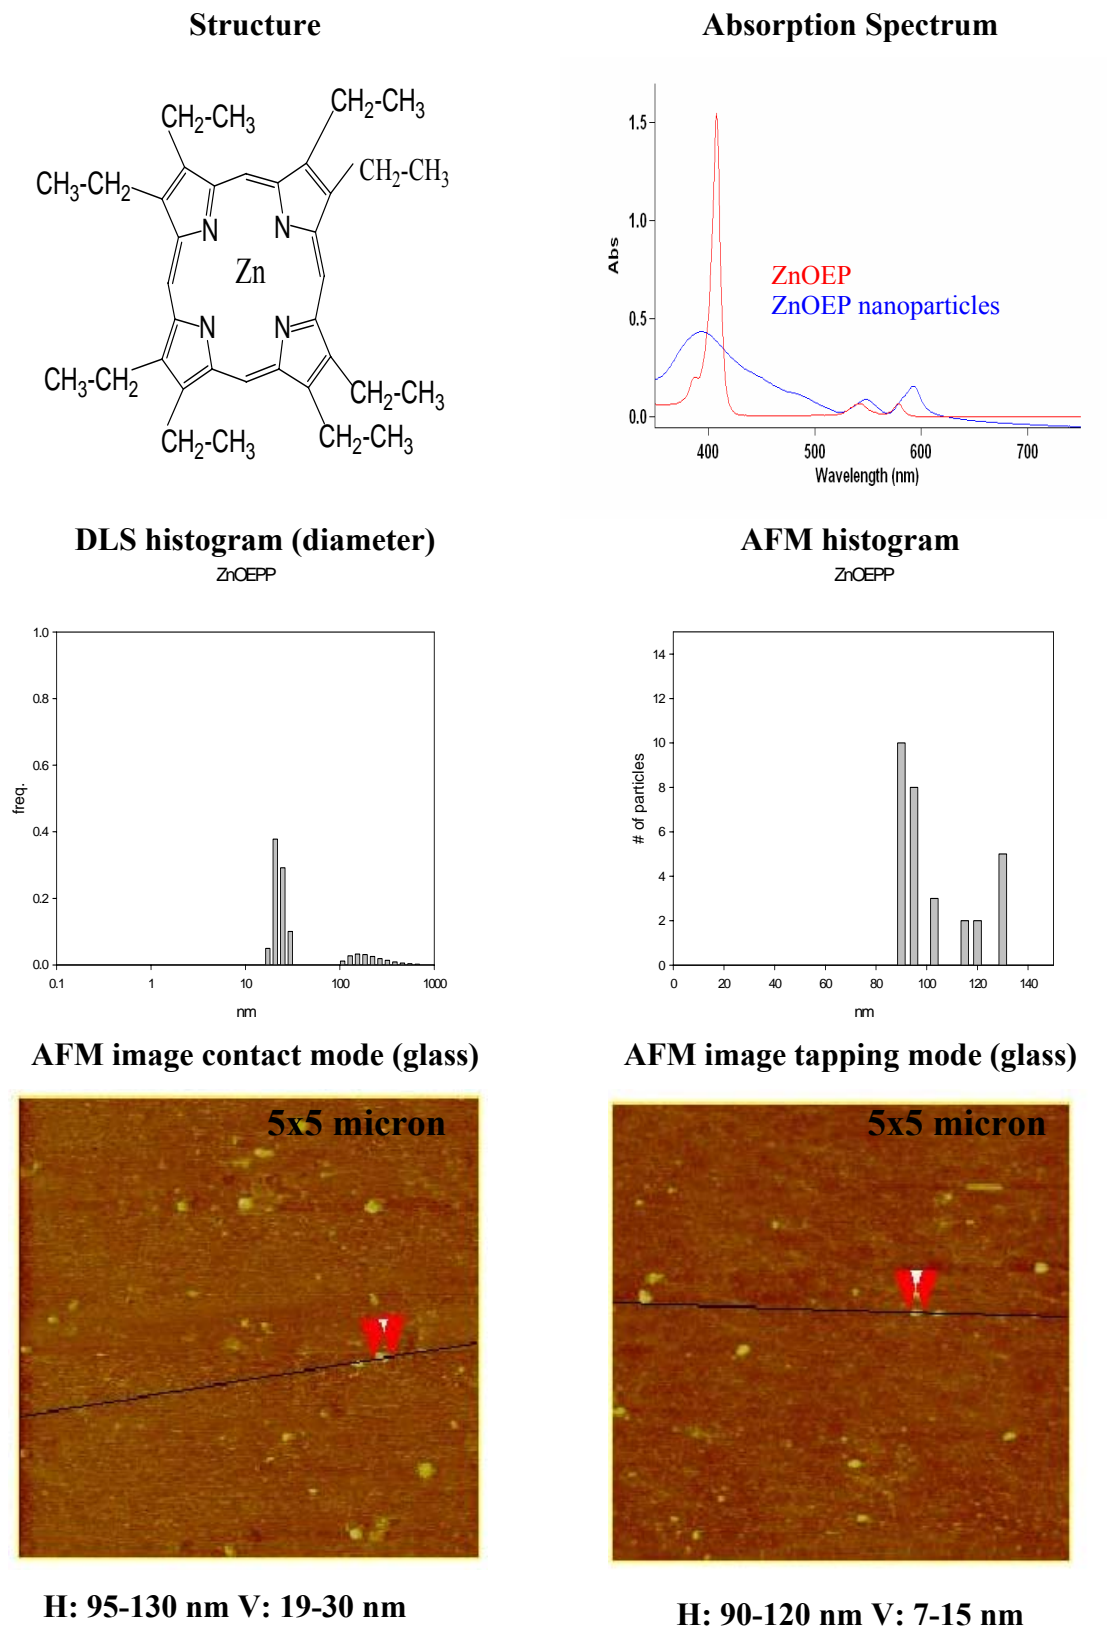 Structure
Absorption Spectrum
CH2-CH3
CH2-CH3
CH3-CH2
CH2-CH3
N
N
Zn
N
N
CH3-CH2
CH2-CH3
CH2-CH3
CH2-CH3
1.5
1.0
0.5
0.0
Abs
ZnOEP
ZnOEP nanoparticles
400 500 600 700
Wavelength (nm)
DLS histogram (diameter)
ZnOEPP
1.0
0.8
0.6
0.4
0.2
0.0
freq.
0.1 1 10 100 1000
nm
AFM histogram
ZnOEPP
14
12
10
8
6
4
2
0
# of particles
0 20 40 60 80 100 120 140
nm
AFM image contact mode (glass)
AFM image tapping mode (glass)
5x5 micron
5x5 micron
H: 95-130 nm V: 19-30 nm
H: 90-120 nm V: 7-15 nm